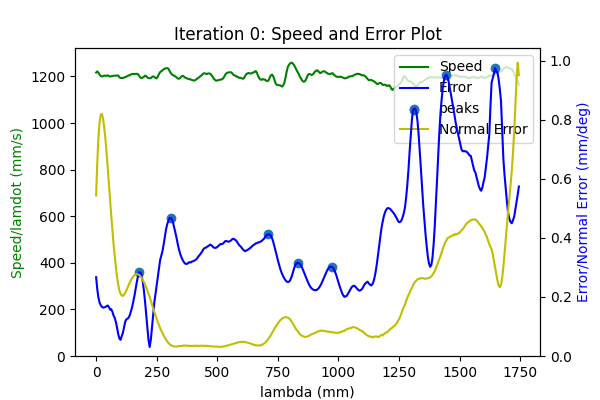 Iteration 0: Speed and Error Plot
Speed/lamdot (mm/s)
1200
1000
800
600
400
200
0
Speed
Error
peaks
Normal Error
1.0
0.8
0.6
0.4
0.2
0.0
Error/Normal Error (mm/deg)
0 250 500 750 1000 1250 1500 1750
lambda (mm)